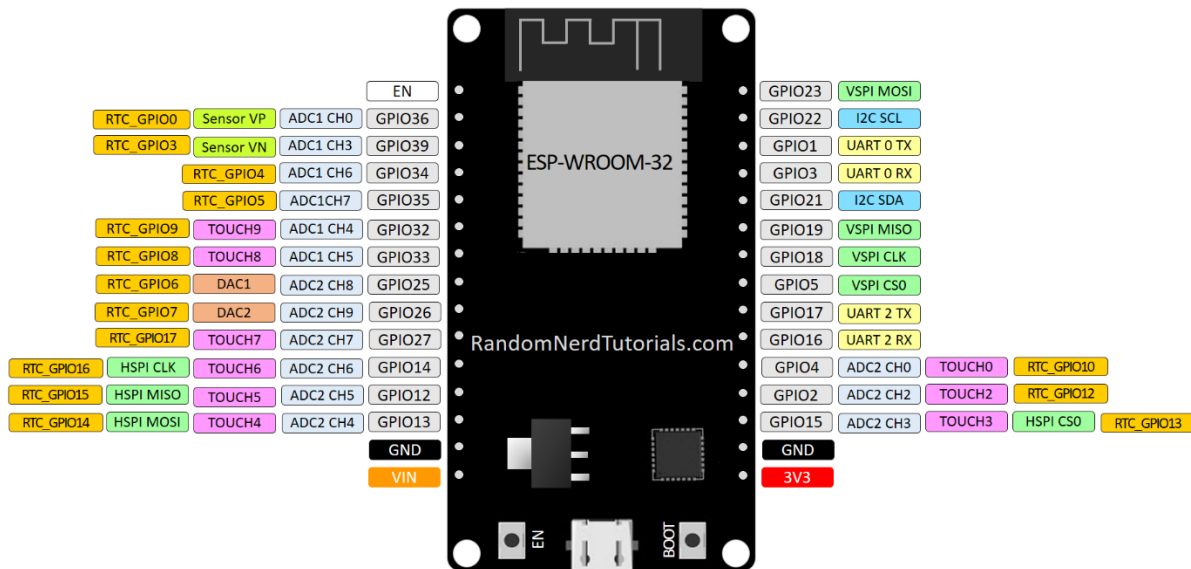 EN GPIO23 VSPI MOSI
RTC_GPIO0 Sensor VP ADC1 CH0 GPIO36 GPIO22 I2C SCL
RTC_GPIO3 Sensor VN ADC1 CH3 GPIO39 GPIO1 UART 0 TX
RTC_GPIO4 ADC1 CH6 GPIO34 GPIO3 UART 0 RX
ESP-WROOM-32
RTC_GPIO5 ADC1CH7 GPIO35 GPIO21 I2C SDA
RTC_GPIO9 TOUCH9 ADC1 CH4 GPIO32 GPIO19 VSPI MISO
RTC_GPIO8 TOUCH8 ADC1 CH5 GPIO33 GPIO18 VSPI CLK
RTC_GPIO6 DAC1 ADC2 CH8 GPIO25 GPIO5 VSPI CS0
RTC_GPIO7 DAC2 ADC2 CH9 GPIO26 GPIO17 UART 2 TX
RTC_GPIO17 TOUCH7 ADC2 CH7 GPIO27 RandomNerdTutorials.com GPIO16 UART 2 RX
RTC_GPIO16 HSPI CLK TOUCH6 ADC2 CH6 GPIO14 GPIO4 ADC2 CH0 TOUCH0 RTC_GPIO10
RTC_GPIO15 HSPI MISO TOUCH5 ADC2 CH5 GPIO12 GPIO2 ADC2 CH2 TOUCH2 RTC_GPIO12
RTC_GPIO14 HSPI MOSI TOUCH4 ADC2 CH4 GPIO13 GPIO15 ADC2 CH3 TOUCH3 HSPI CS0 RTC_GPIO13
GND GND
VIN 3V3
EN BOOT